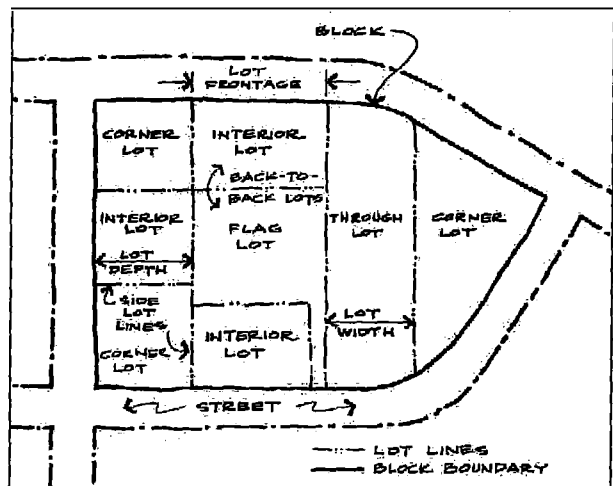 BLOCK
LOT
FRONTAGE
CORNER
LOT
INTERIOR
LOT
BACK-TO-
BACK LOTS
INTERIOR
LOT
FLAG
LOT
THROUGH
LOT
CORNER
LOT
LOT
DEPTH
SIDE
LOT
LINES
LOT
WIDTH
INTERIOR
LOT
CORNER
LOT
STREET
LOT LINES
BLOCK BOUNDARY